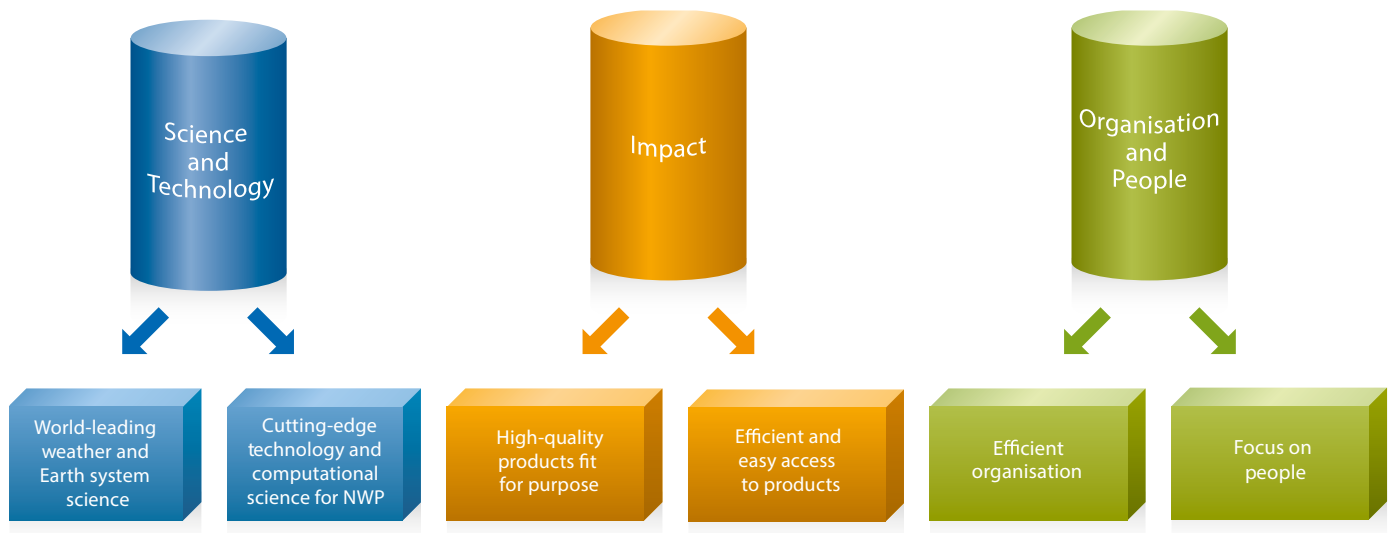 Science
and
Technology
Impact
Organisation
and
People
World-leading
weather and
Earth system
science
Cutting-edge
technology and
computational
science for NWP
High-quality
products fit
for purpose
Efficient and
easy access
to products
Efficient
organisation
Focus on
people